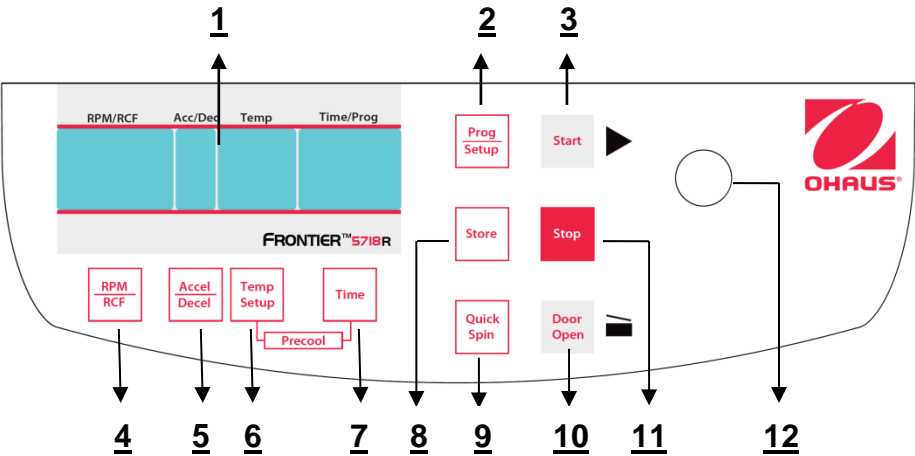 1 2 3
RPM/RCF Acc/Dec Temp Time/Prog
Prog
Setup
Start
OHAUS®
FRONTIER™5718R
Store
Stop
RPM
RCF
Accel
Decel
Temp
Setup
Time
Precool
Quick
Spin
Door
Open
4 5 6 7 8 9 10 11 12